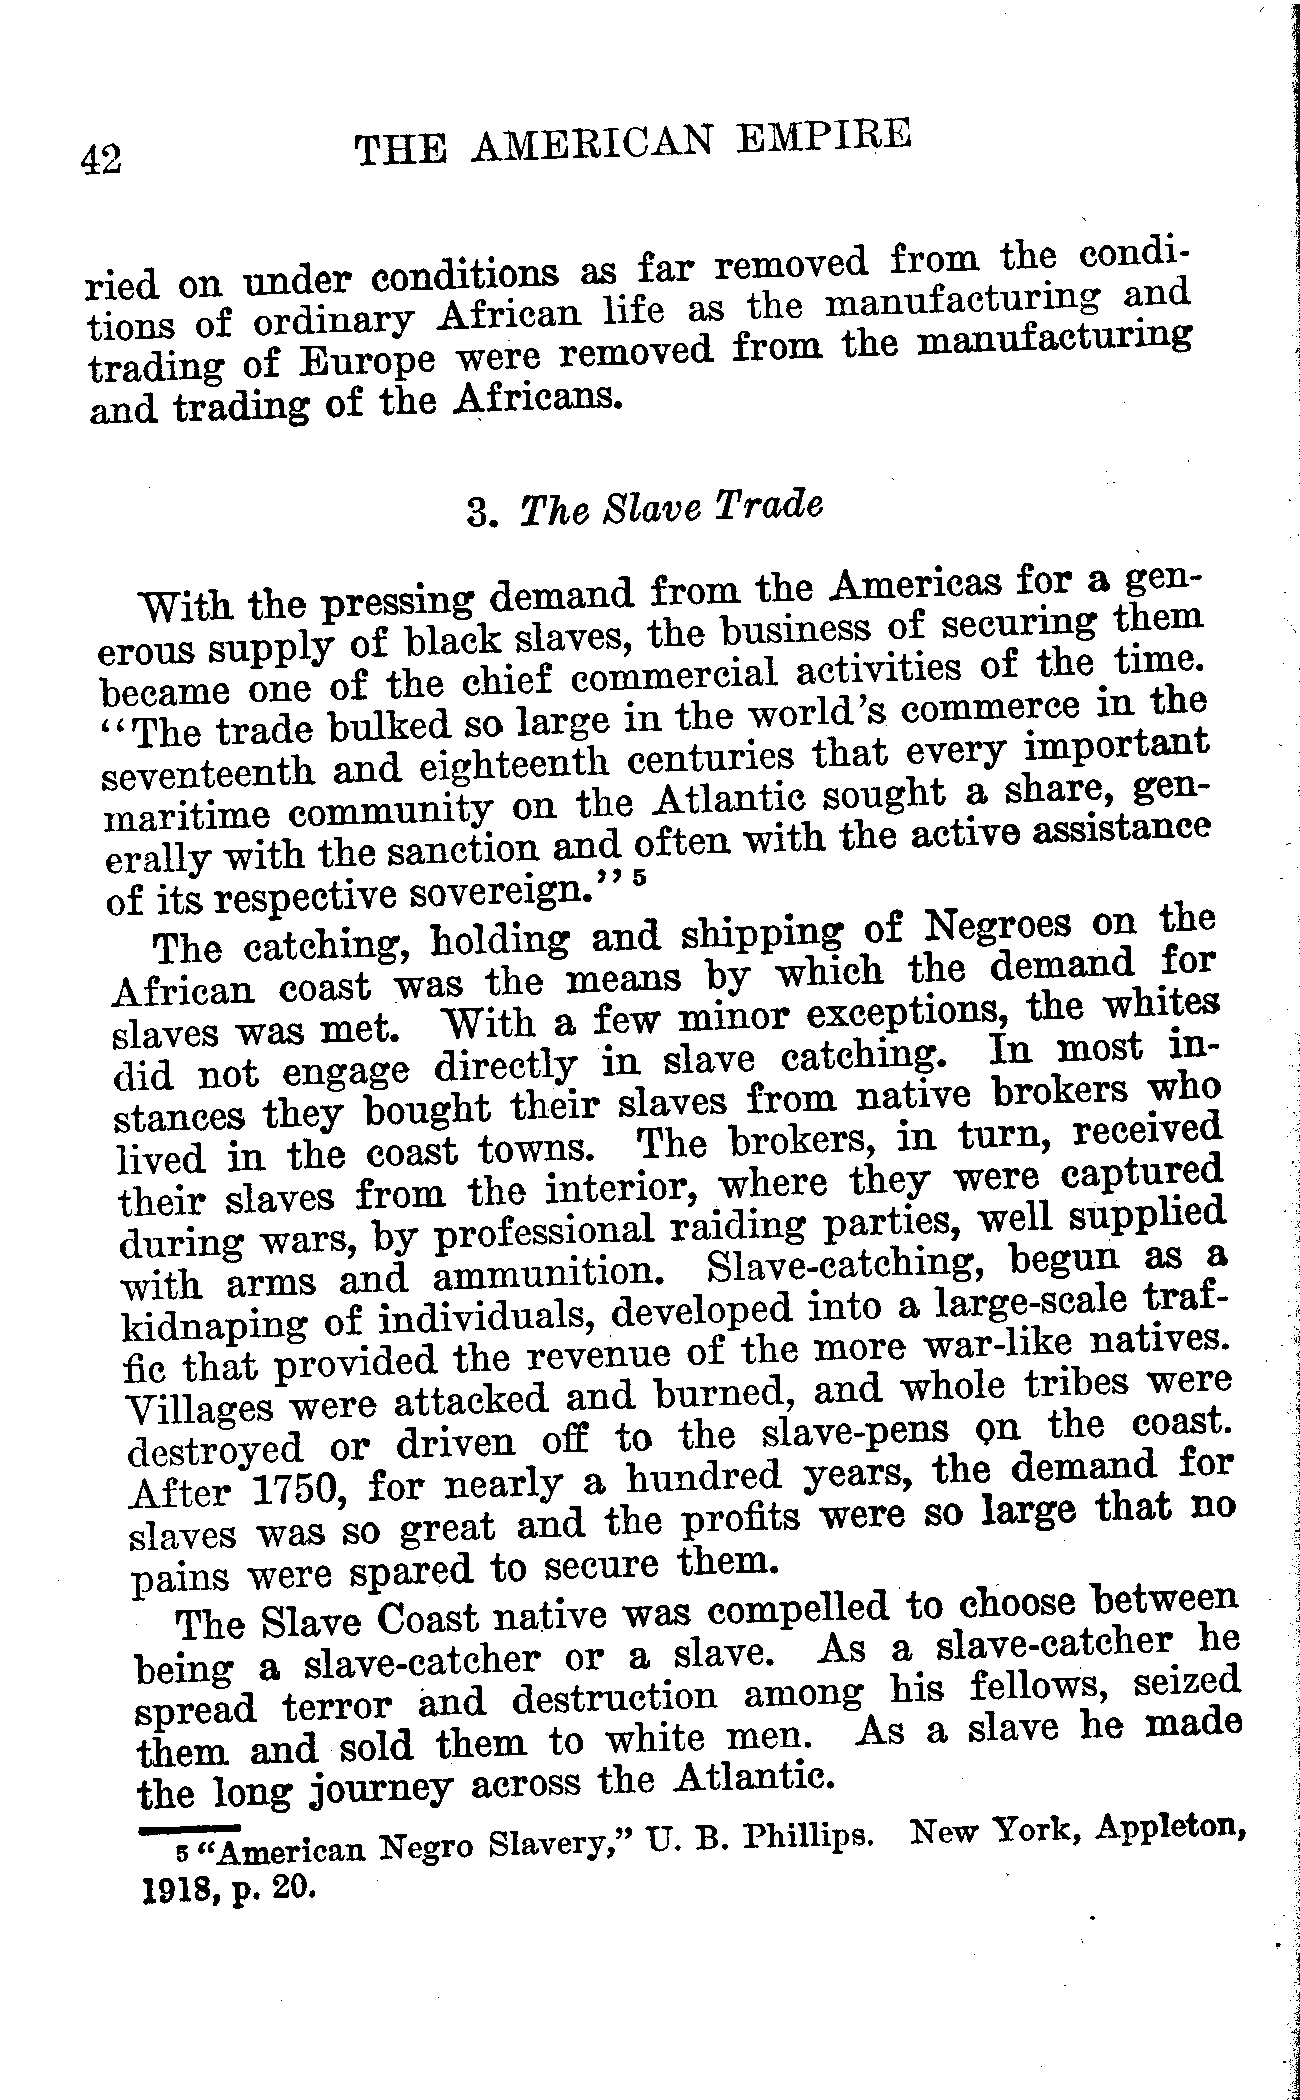 42 THE AMERICAN EMPIRE
ried on under conditions as far removed from the condi-
tions of ordinary African life as the manufacturing and
trading of Europe were removed from the manufacturing
and trading of the Africans.
3. The Slave Trade
With the pressing demand from the Americas for a gen-
erous supply of black slaves, the business of securing them
became one of the chief commercial activities of the time.
“The trade bulked so large in the world's commerce in the
seventeenth and eighteenth centuries that every important
maritime community on the Atlantic sought a share, gen-
erally with the sanction and often with the active assistance
of its respective sovereign.” 5
The catching, holding and shipping of Negroes on the
African coast was the means by which the demand for
slaves was met. With a few minor exceptions, the whites
did not engage directly in slave catching. In most in-
stances they bought their slaves from native brokers who
lived in the coast towns. The brokers, in turn, received
their slaves from the interior, where they were captured
during wars, by professional raiding parties, well supplied
with arms and ammunition. Slave-catching, begun as a
kidnaping of individuals, developed into a large-scale traf-
fic that provided the revenue of the more war-like natives.
Villages were attacked and burned, and whole tribes were
destroyed or driven off to the slave-pens on the coast.
After 1750, for nearly a hundred years, the demand for
slaves was so great and the profits were so large that no
pains were spared to secure them.
The Slave Coast native was compelled to choose between
being a slave-catcher or a slave. As a slave-catcher he
spread terror and destruction among his fellows, seized
them and sold them to white men. As a slave he made
the long journey across the Atlantic.
5 “American Negro Slavery,” U. B. Phillips. New York, Appleton,
1918, p. 20.